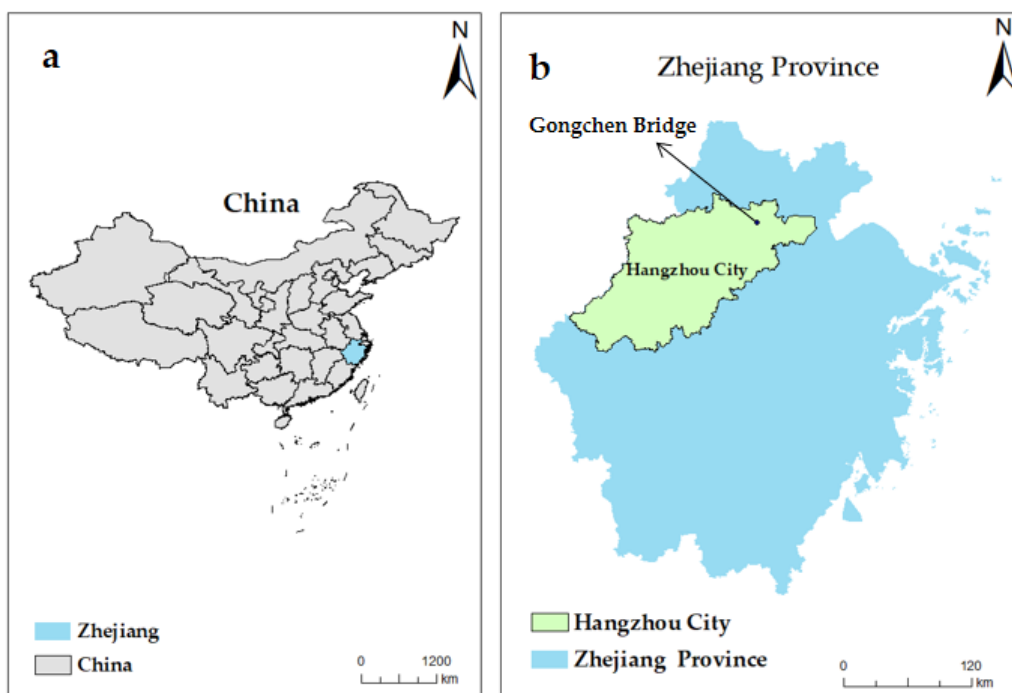 a
N
China
Zhejiang
China
0 1200
km
b
N
Zhejiang Province
Gongchen Bridge
Hangzhou City
Hangzhou City
Zhejiang Province
0 120
km